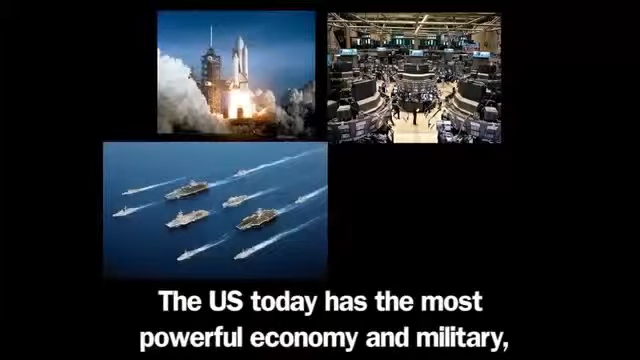 The US today has the most
powerful economy and military,